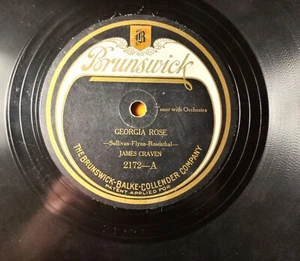 B
Brunswick
Tenor with Orchestra
GEORGIA ROSE
—Sullivan-Flynn-Rosenthal—
JAMES CRAVEN
2172—A
THE BRUNSWICK-BALKE-COLLENDER COMPANY
PATENT APPLIED FOR